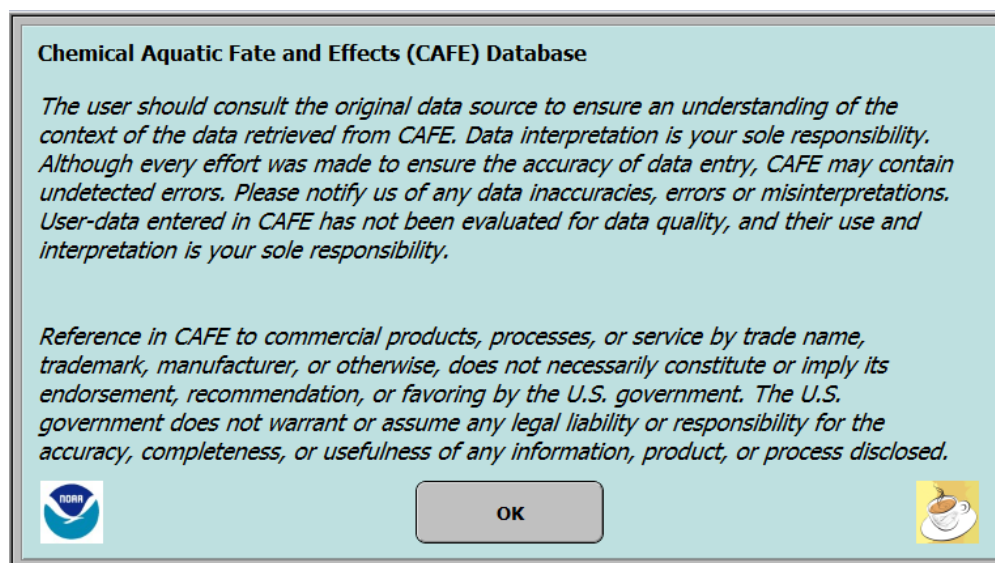 Chemical Aquatic Fate and Effects (CAFE) Database
The user should consult the original data source to ensure an understanding of the
context of the data retrieved from CAFE. Data interpretation is your sole responsibility.
Although every effort was made to ensure the accuracy of data entry, CAFE may contain
undetected errors. Please notify us of any data inaccuracies, errors or misinterpretations.
User-data entered in CAFE has not been evaluated for data quality, and their use and
interpretation is your sole responsibility.
Reference in CAFE to commercial products, processes, or service by trade name,
trademark, manufacturer, or otherwise, does not necessarily constitute or imply its
endorsement, recommendation, or favoring by the U.S. government. The U.S.
government does not warrant or assume any legal liability or responsibility for the
accuracy, completeness, or usefulness of any information, product, or process disclosed.
NOAA
OK